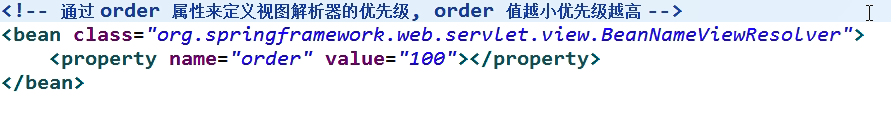 <!-- 通过 order 属性来定义视图解析器的优先级, order 值越小优先级越高 -->
<bean class="org.springframework.web.servlet.view.BeanNameViewResolver">
    <property name="order" value="100"></property>
</bean>